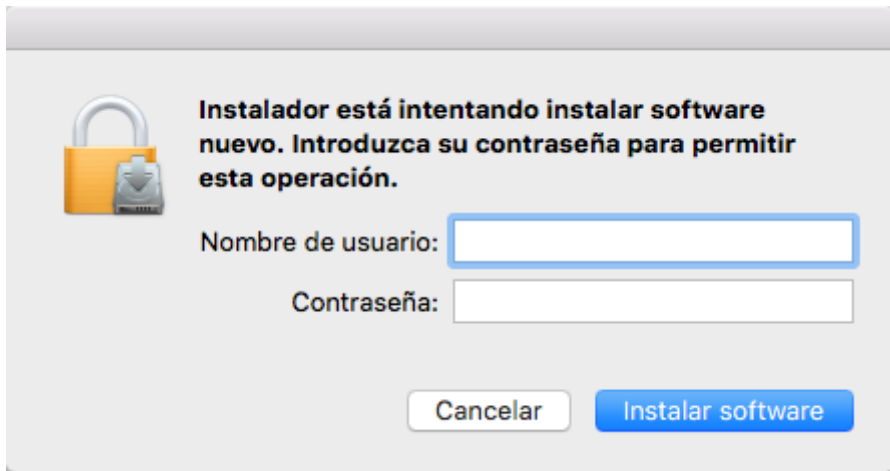 Instalador está intentando instalar software
nuevo. Introduzca su contraseña para permitir
esta operación.
Nombre de usuario:
Contraseña:
Cancelar Instalar software